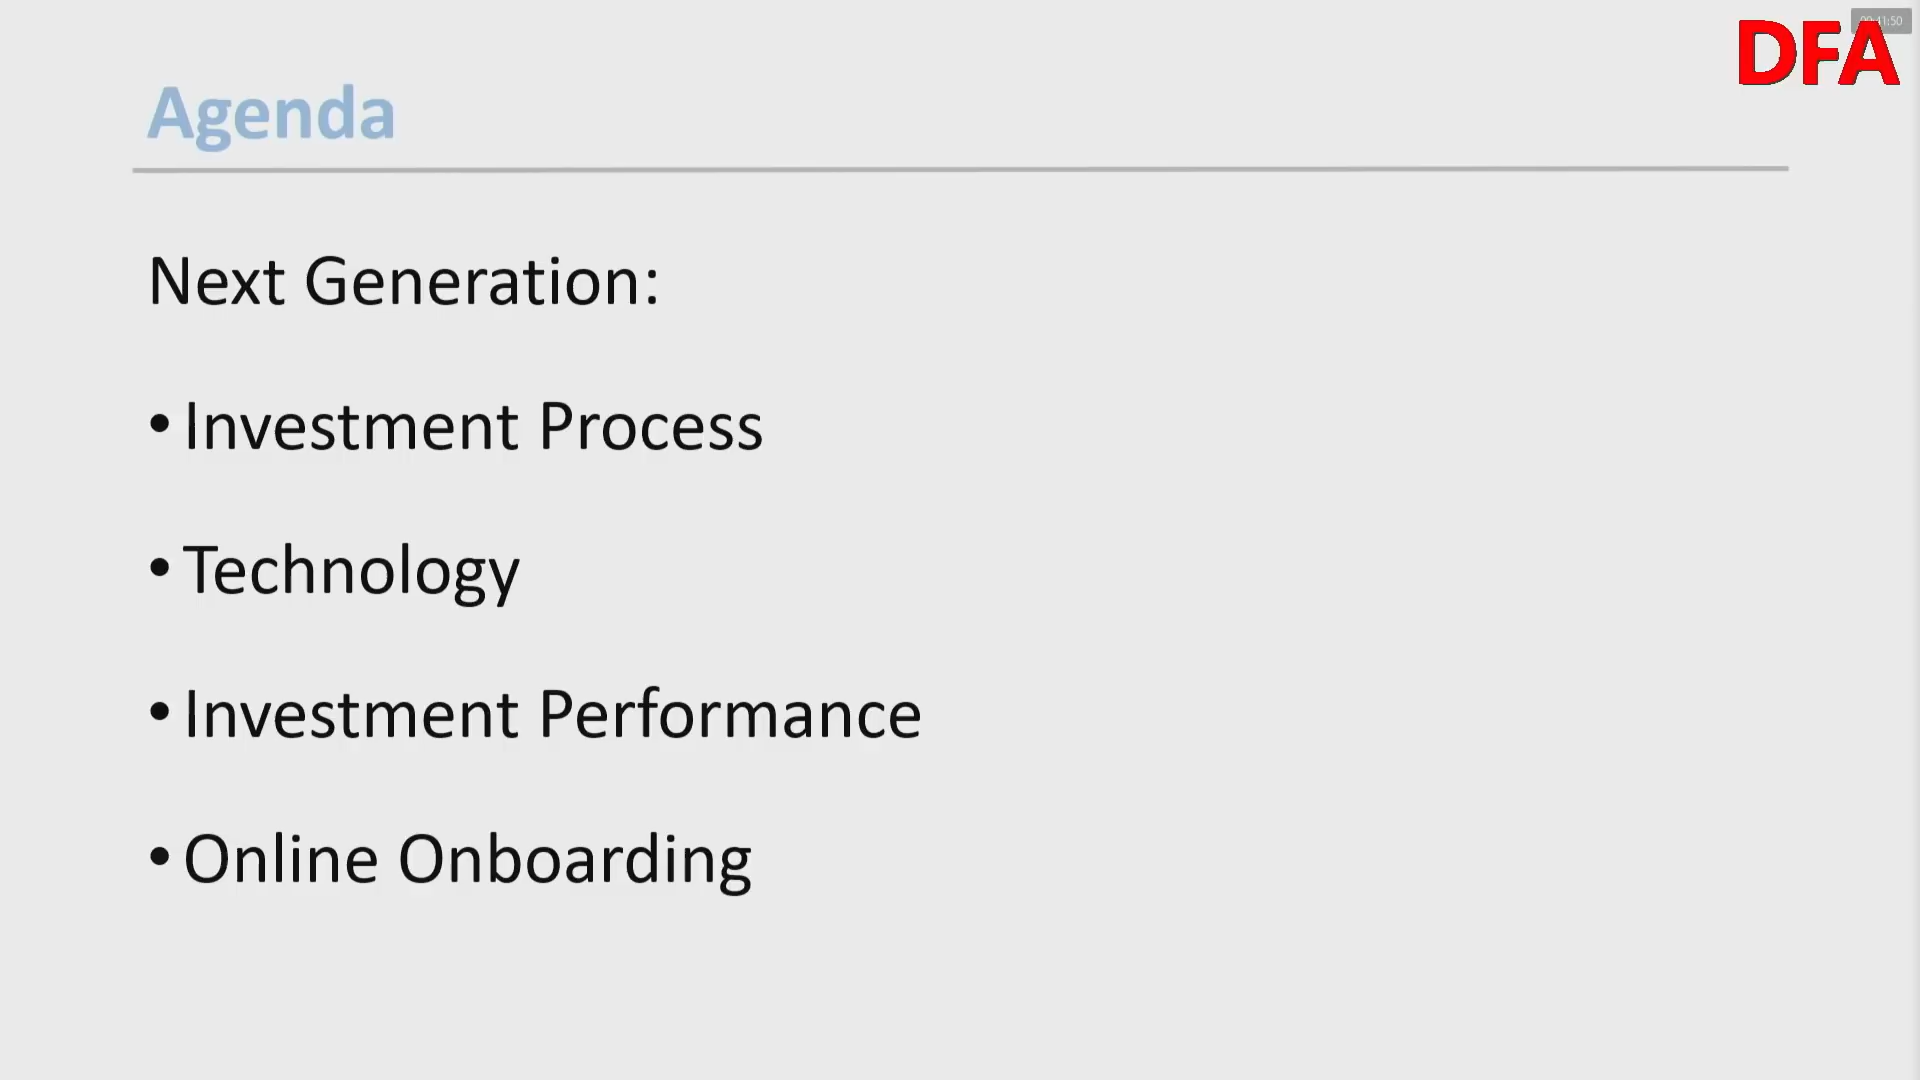 DFA
Agenda
Next Generation:
• Investment Process
• Technology
• Investment Performance
• Online Onboarding